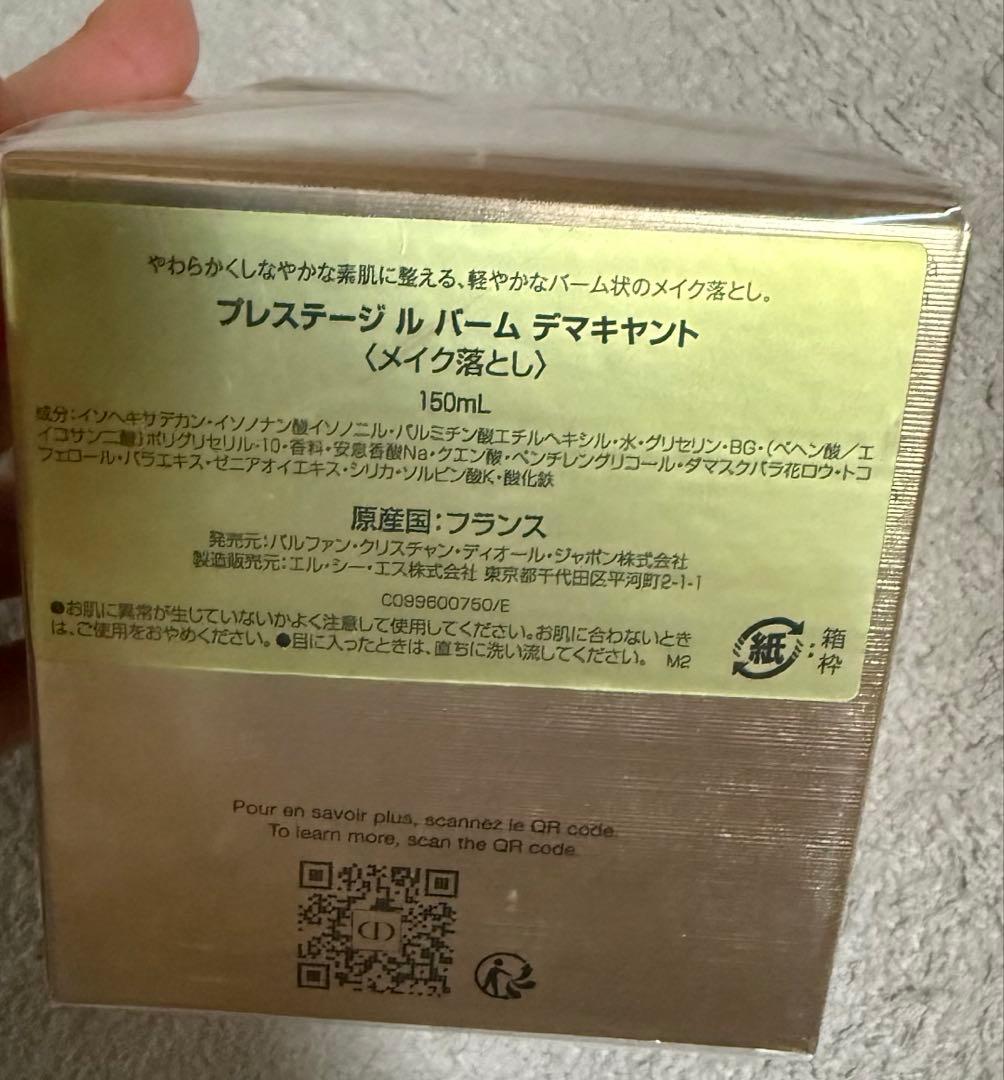 やわらかくしなやかな素肌に整える、軽やかなバーム状のメイク落とし。
プレステージ ル バーム デマキヤント
〈メイク落とし〉
150mL
成分:イソヘキサデカン・イソノナン酸イソノニル・パルミチン酸エチルヘキシル・水・グリセリン・BG・(ベヘン酸/エ
イコサン二酸)ポリグリセリル-10・香料・安息香酸Na・クエン酸・ペンチレングリコール・ダマスクバラ花ロウ・トコ
フェロール・バラエキス・ゼニアオイエキス・シリカ・ソルビン酸K・酸化鉄
原産国:フランス
発売元:パルファン・クリスチャン・ディオール・ジャポン株式会社
製造販売元:エル・シー・エス株式会社 東京都千代田区平河町2-1-1
C099600750/E
●お肌に異常が生じていないかよく注意して使用してください。お肌に合わないとき
は、ご使用をおやめください。●目に入ったときは、直ちに洗い流してください。 M2
紙:箱
枠
Pour en savoir plus, scannez le QR code.
To learn more, scan the QR code.
CD